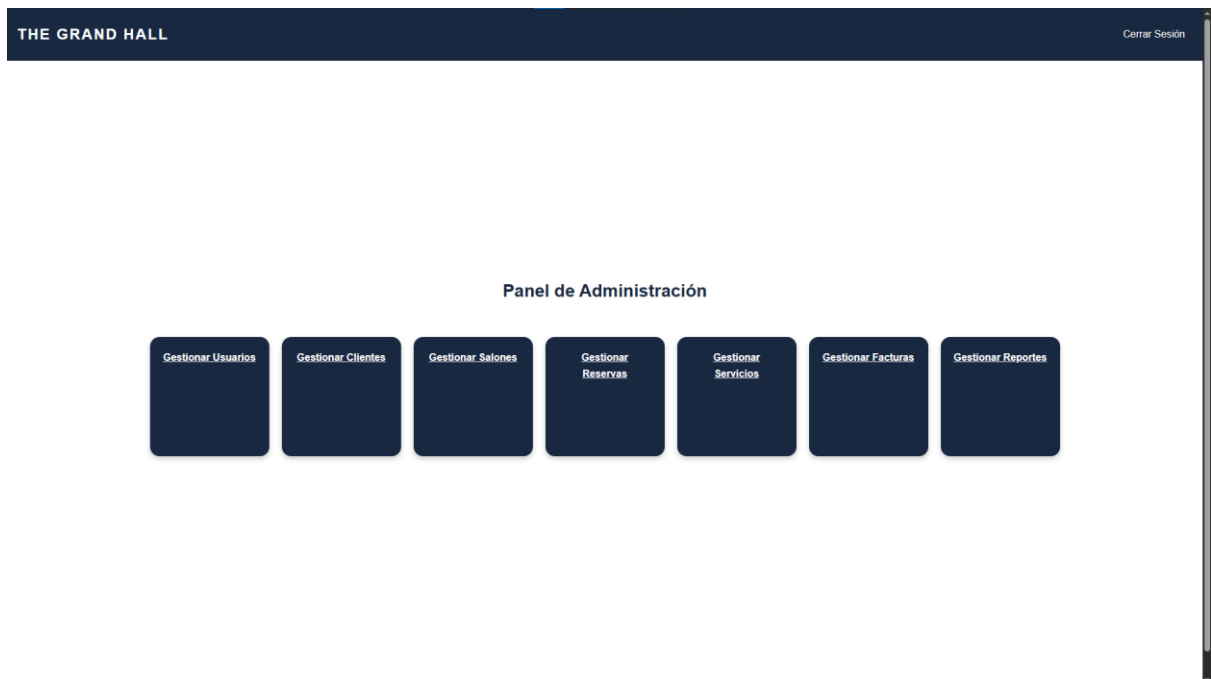 THE GRAND HALL
Cerrar Sesión
Panel de Administración
Gestionar Usuarios
Gestionar Clientes
Gestionar Salones
Gestionar
Reservas
Gestionar
Servicios
Gestionar Facturas
Gestionar Reportes